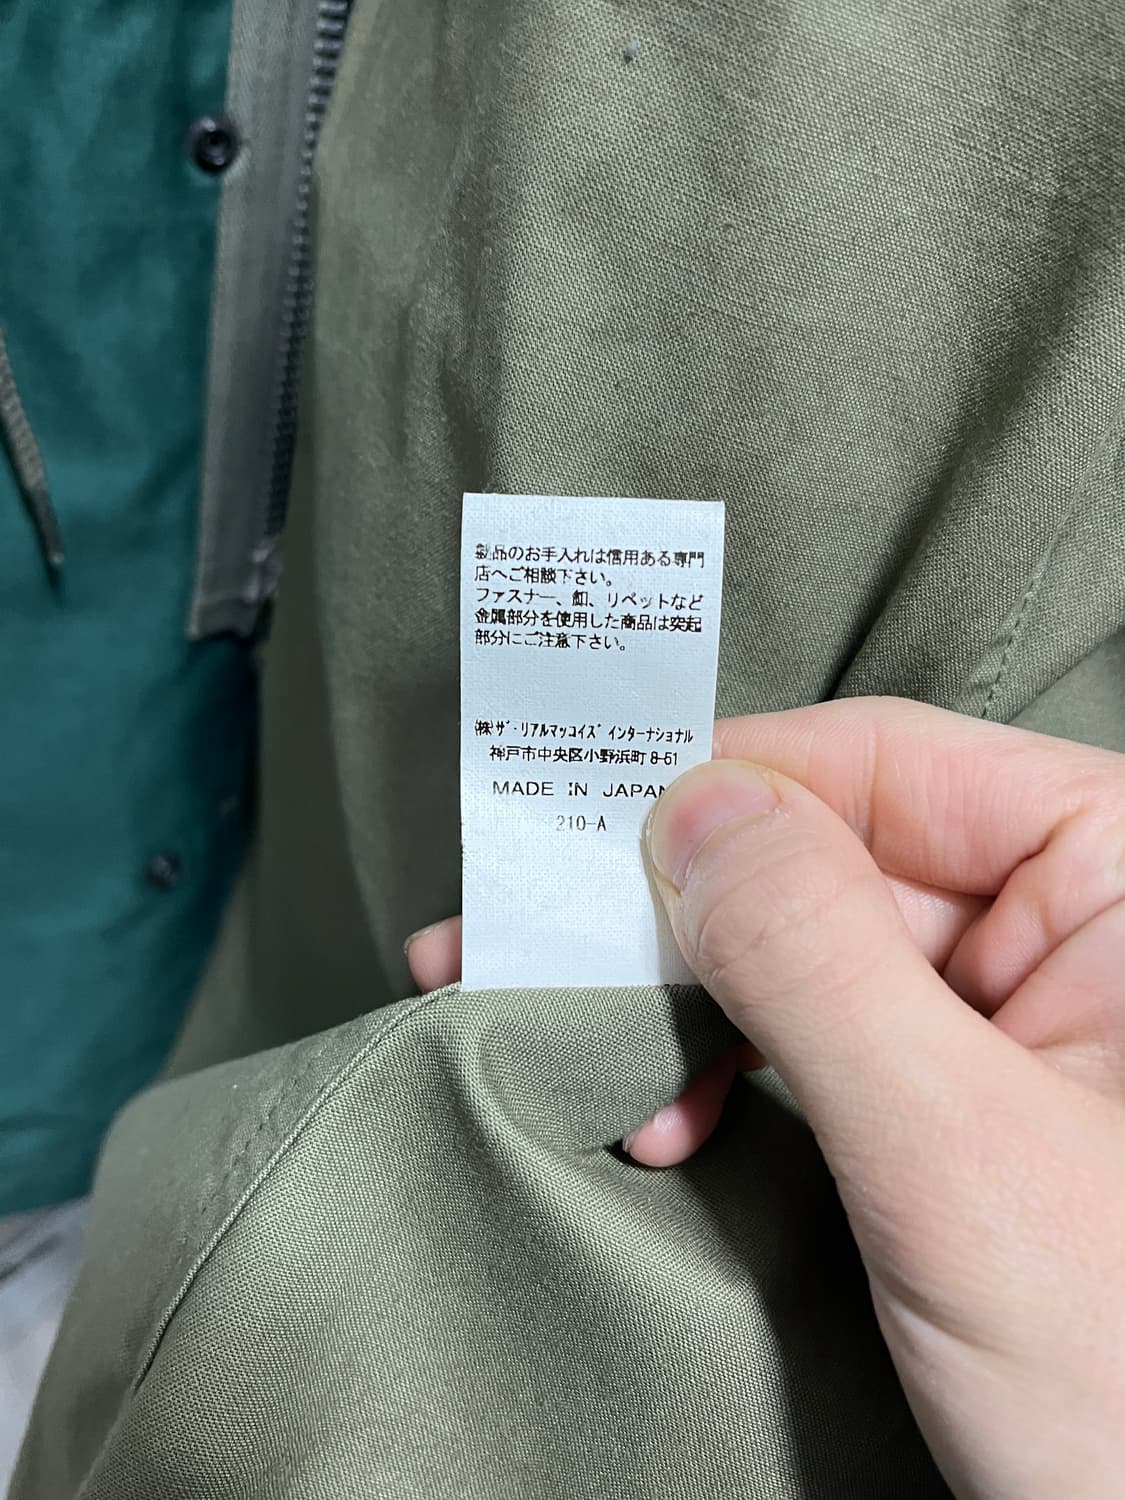 製品のお手入れは信用ある専門
店へご相談下さい。
ファスナー、釦、リベットなど
金属部分を使用した商品は突起
部分にご注意下さい。
㈱ｻﾞ･ﾘｱﾙﾏｯｺｲｽﾞ ｲﾝﾀｰﾅｼｮﾅﾙ
神戸市中央区小野浜町 8-51
MADE IN JAPAN
210-A